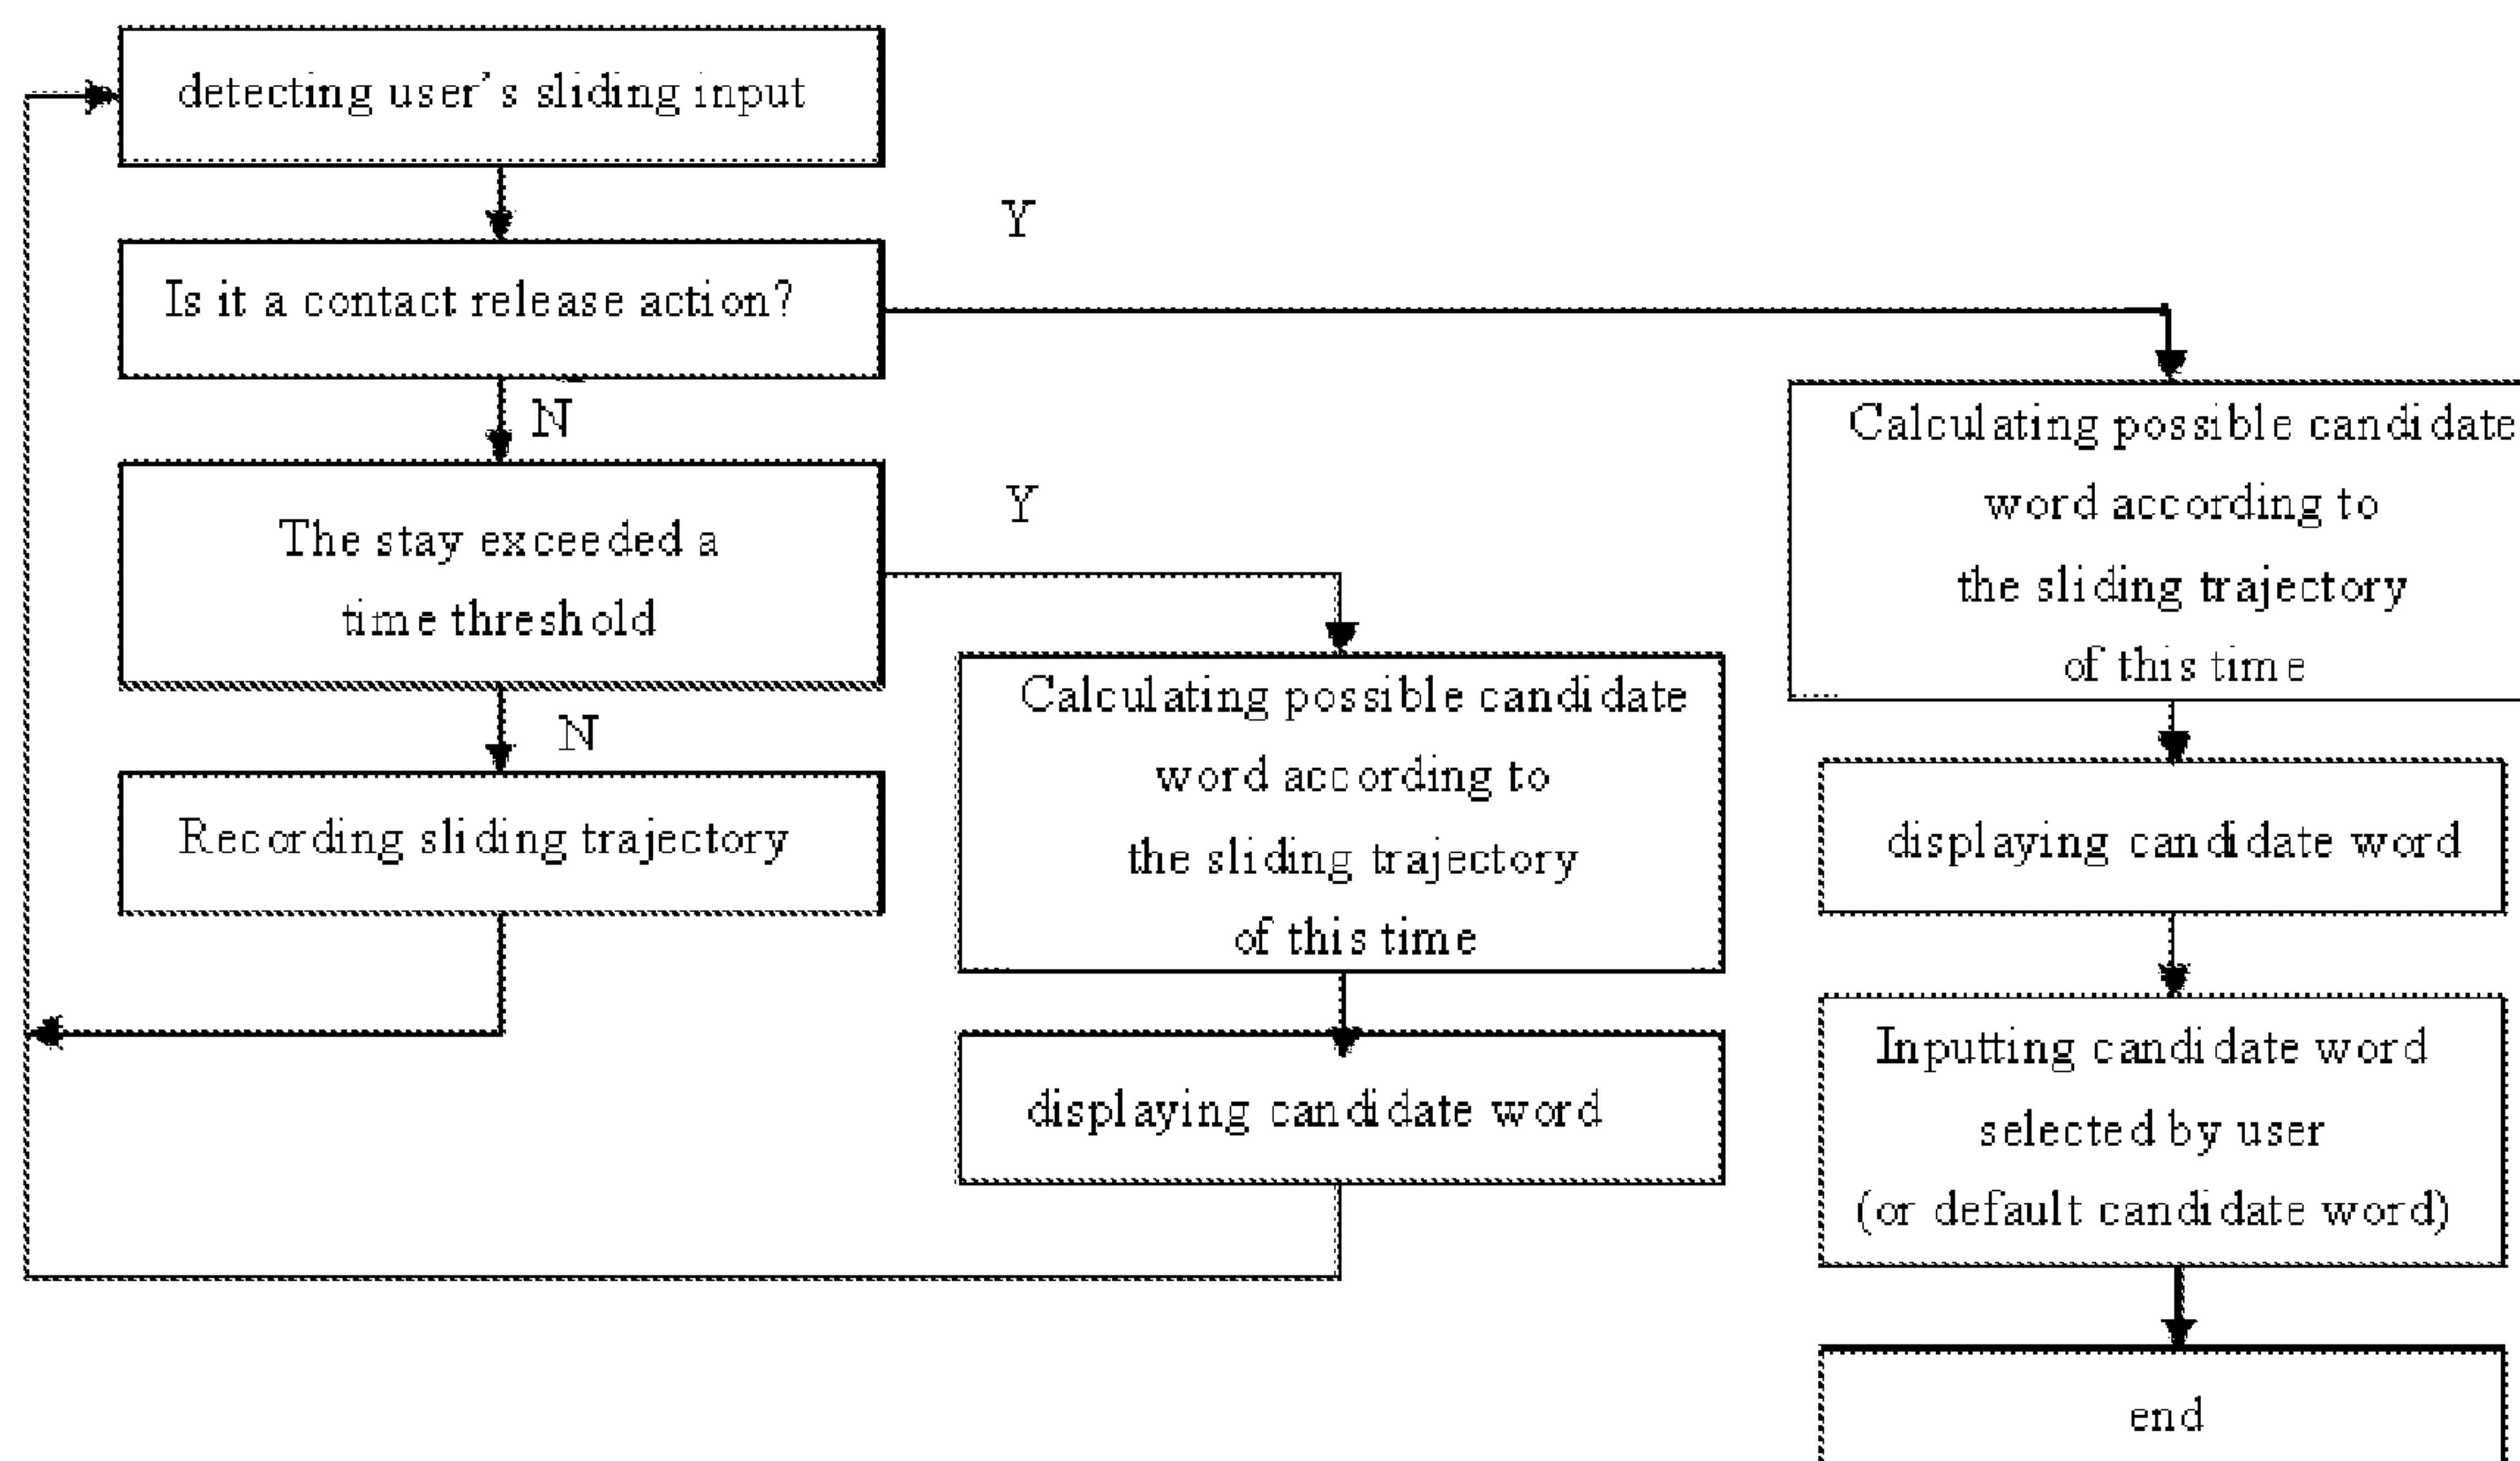 detecting user's sliding input
Y
Is it a contact release action?
N
The stay exceeded a
time threshold
Y
N
Recording sliding trajectory
Calculating possible candidate
word according to
the sliding trajectory
of this time
displaying candidate word
Calculating possible candidate
word according to
the sliding trajectory
of this time
displaying candidate word
Inputting candidate word
selected by user
(or default candidate word)
end